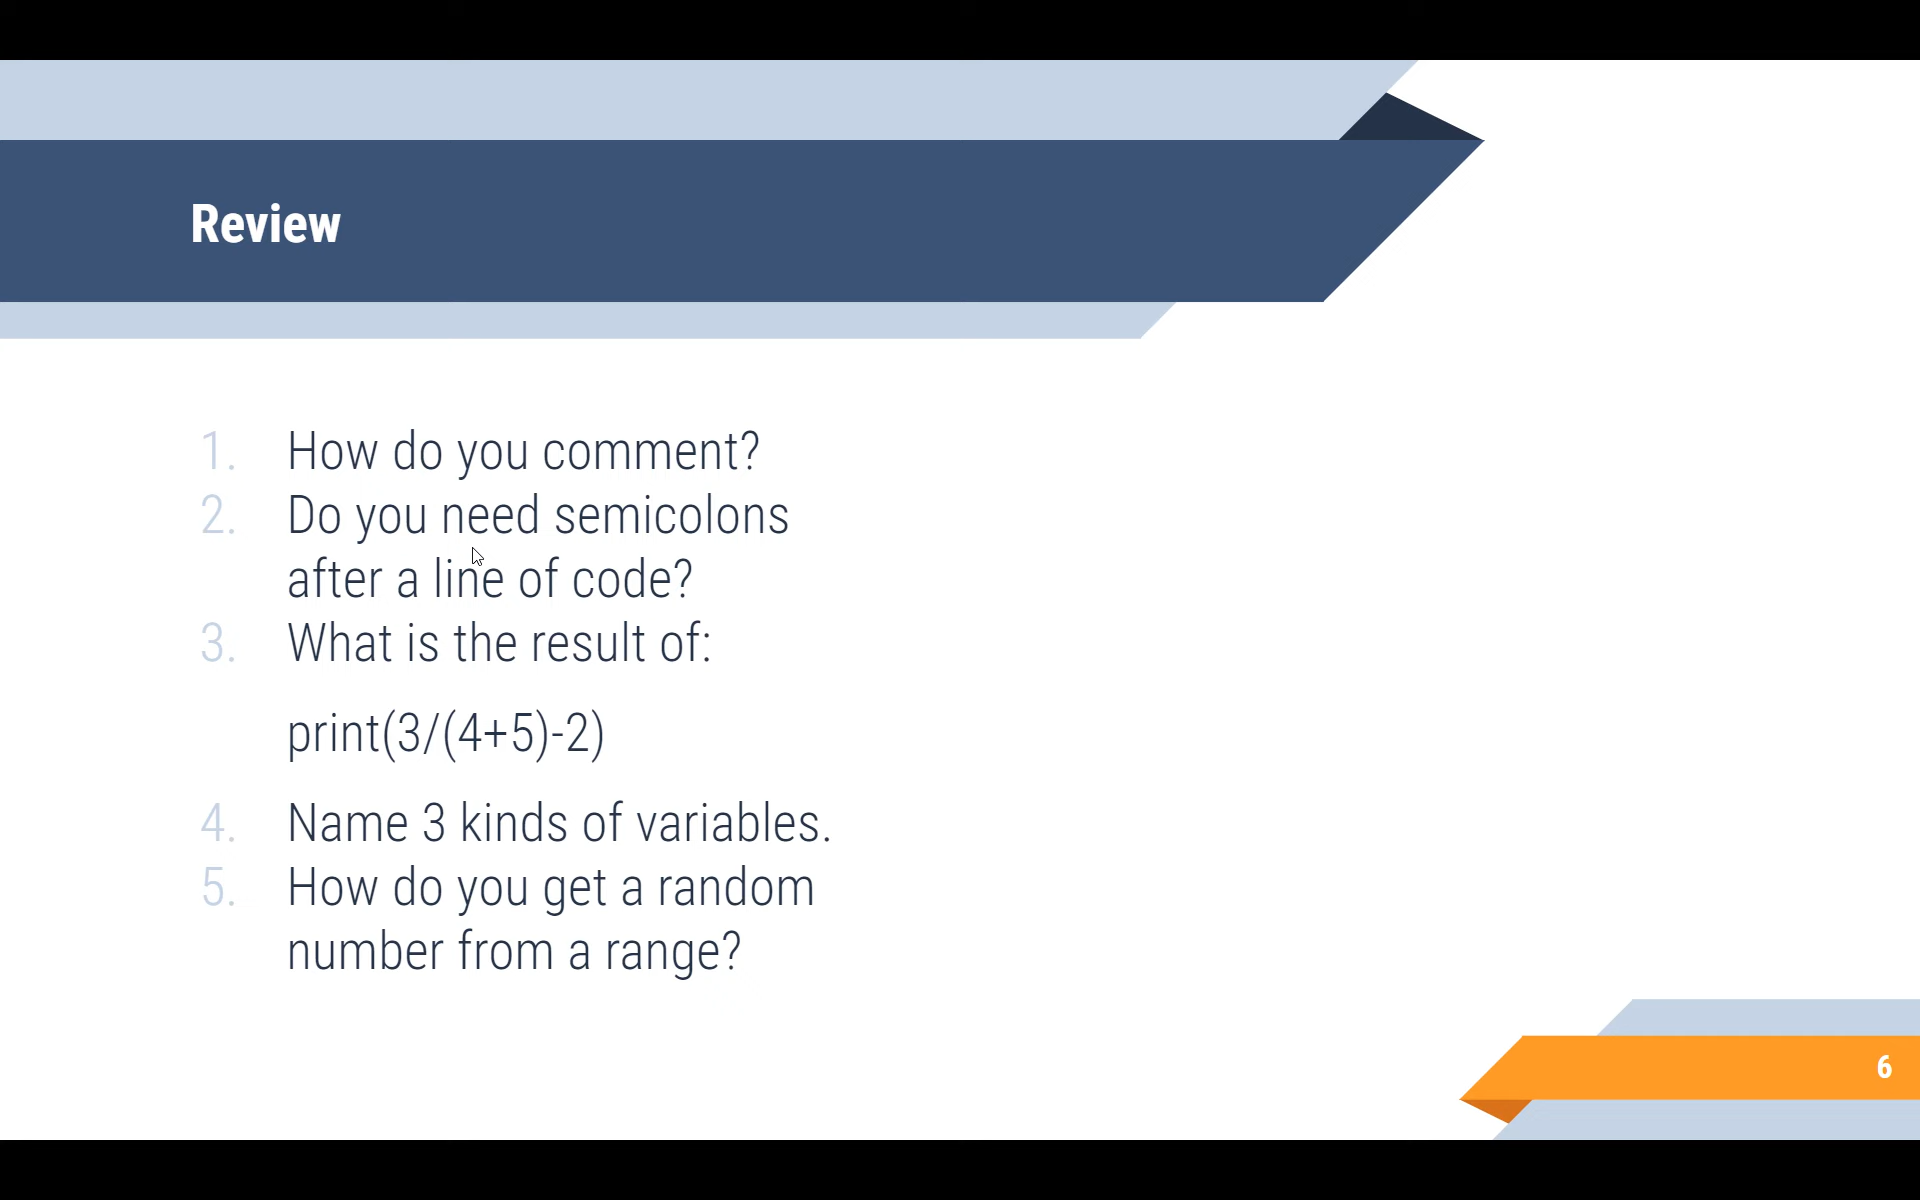 Review
1. How do you comment?
2. Do you need semicolons
after a line of code?
3. What is the result of:
print(3/(4+5)-2)
4. Name 3 kinds of variables.
5. How do you get a random
number from a range?
6